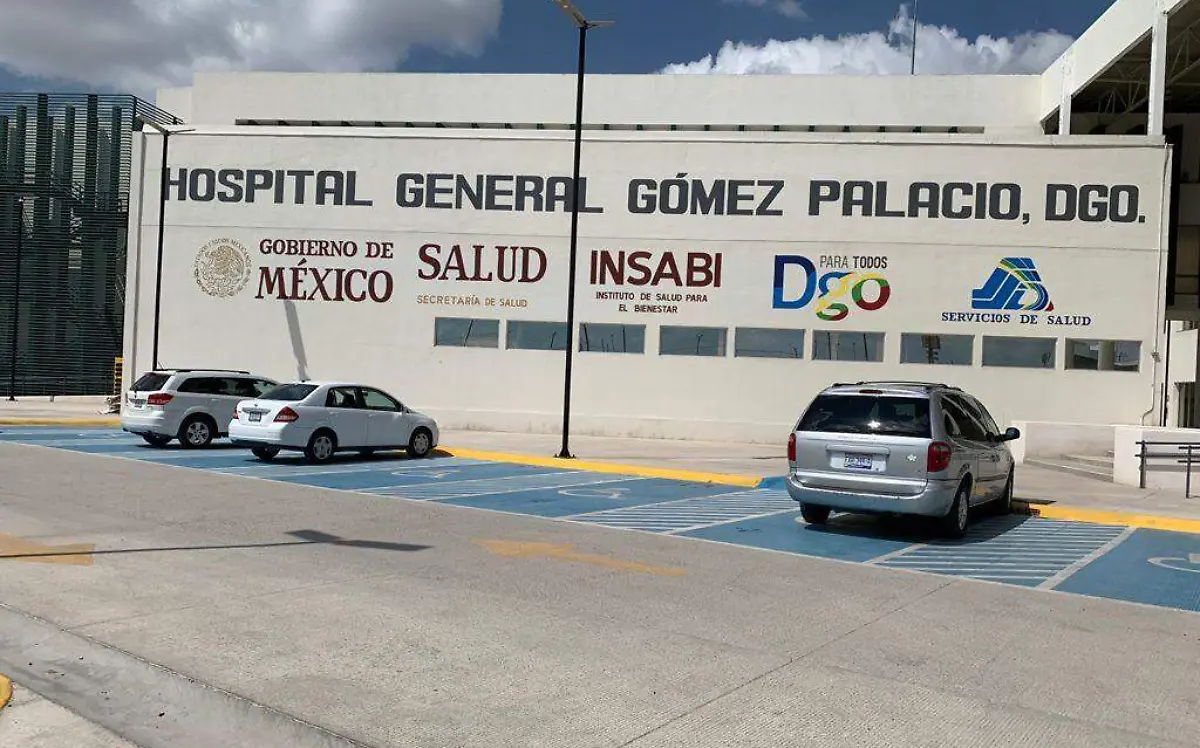 HOSPITAL GENERAL GÓMEZ PALACIO, DGO.
GOBIERNO DE
MÉXICO
SALUD
SECRETARÍA DE SALUD
INSABI
INSTITUTO DE SALUD PARA
EL BIENESTAR
PARA TODOS
Dgo
SERVICIOS DE SALUD